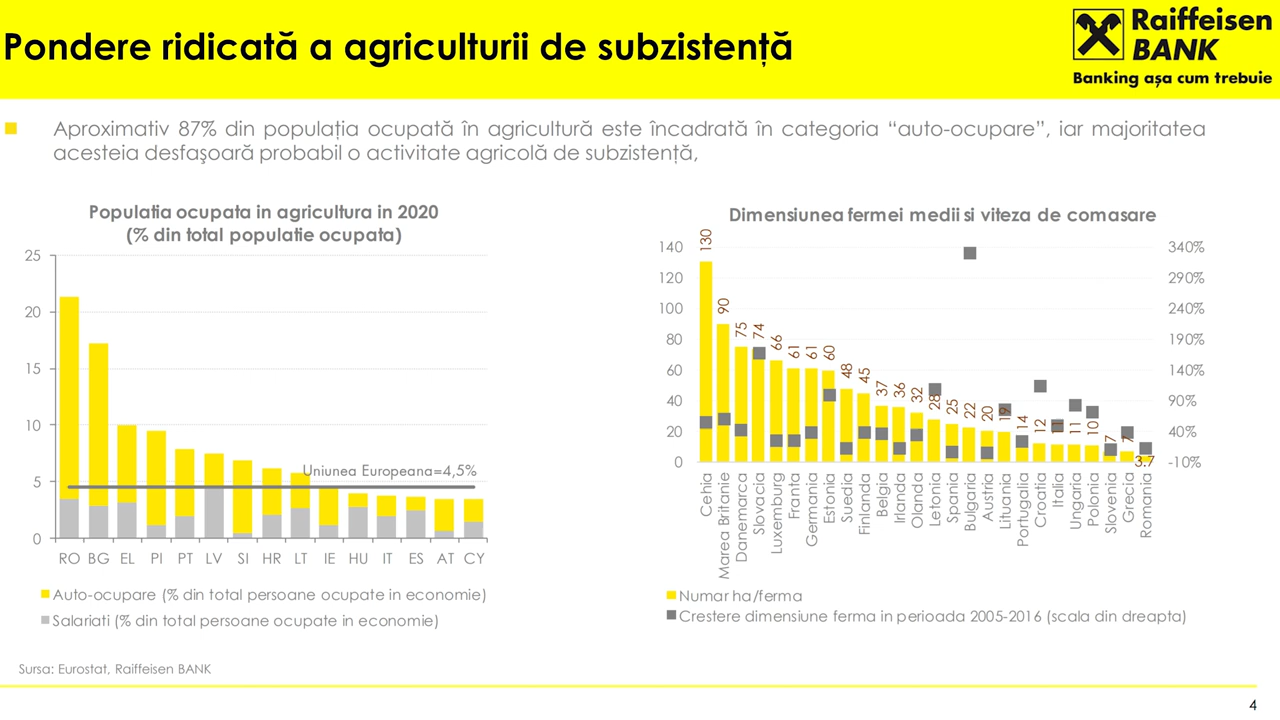 Pondere ridicată a agriculturii de subzistență
Raiffeisen
BANK
Banking așa cum trebuie
Aproximativ 87% din populația ocupată în agricultură este încadrată în categoria “auto-ocupare”, iar majoritatea
acesteia desfaşoară probabil o activitate agricolă de subzistență,
Populatia ocupata in agricultura in 2020
(% din total populatie ocupata)
25
20
15
10
5
0
Uniunea Europeana=4,5%
RO BG EL PI PT LV SI HR LT IE HU IT ES AT CY
Auto-ocupare (% din total persoane ocupate in economie)
Salariati (% din total persoane ocupate in economie)
Dimensiunea fermei medii si viteza de comasare
140
120
100
80
60
40
20
0
130
90
75
74
66
61
61
60
48
45
37
36
32
28
25
22
20
19
14
12
11
11
10
7
7
3.7
340%
290%
240%
190%
140%
90%
40%
-10%
Cehia
Marea Britanie
Danemarca
Slovacia
Luxemburg
Franta
Germania
Estonia
Suedia
Finlanda
Belgia
Irlanda
Olanda
Letonia
Spania
Bulgaria
Austria
Lituania
Portugalia
Croatia
Italia
Ungaria
Polonia
Slovenia
Grecia
Romania
Numar ha/ferma
Crestere dimensiune ferma in perioada 2005-2016 (scala din dreapta)
Sursa: Eurostat, Raiffeisen BANK
4